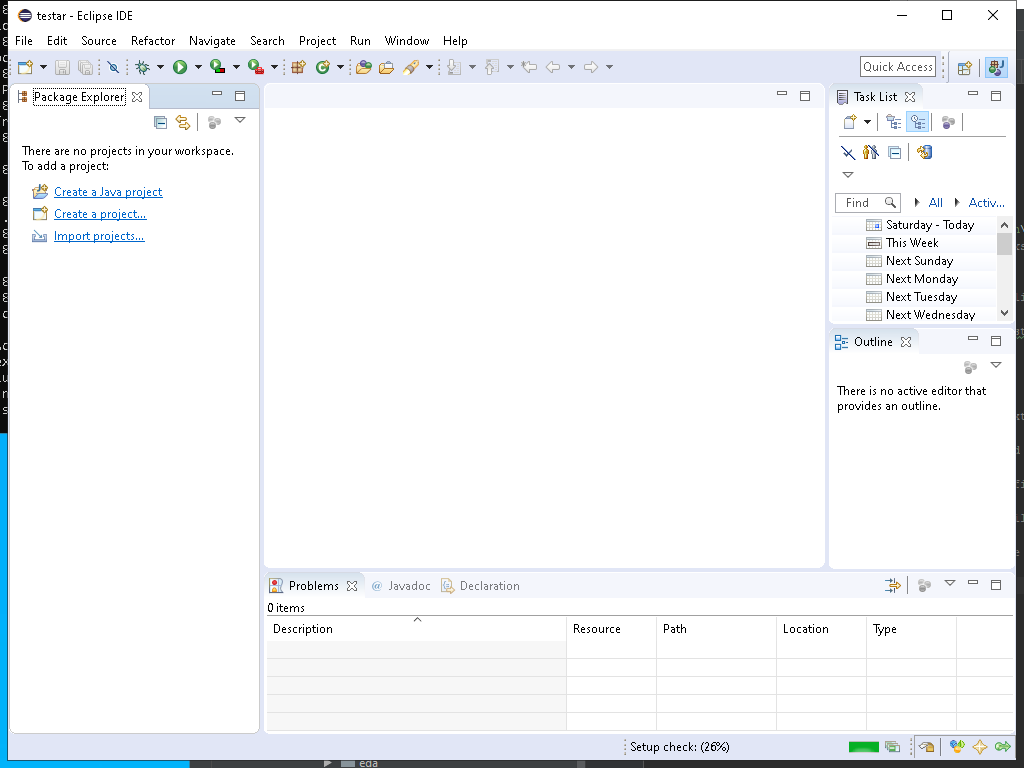 testar - Eclipse IDE
File Edit Source Refactor Navigate Search Project Run Window Help
Quick Access
Package Explorer
There are no projects in your workspace.
To add a project:
Create a Java project
Create a project...
Import projects...
Task List
Find All Activ...
Saturday - Today
This Week
Next Sunday
Next Monday
Next Tuesday
Next Wednesday
Outline
There is no active editor that
provides an outline.
Problems @ Javadoc Declaration
0 items
Description Resource Path Location Type
Setup check: (26%)
eda